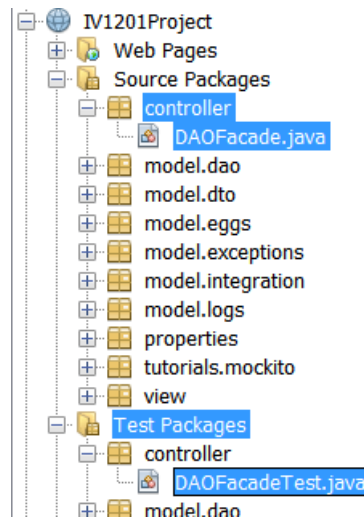 IV1201Project
Web Pages
Source Packages
controller
DAOFacade.java
model.dao
model.dto
model.eggs
model.exceptions
model.integration
model.logs
properties
tutorials.mockito
view
Test Packages
controller
DAOFacadeTest.java
model.dao